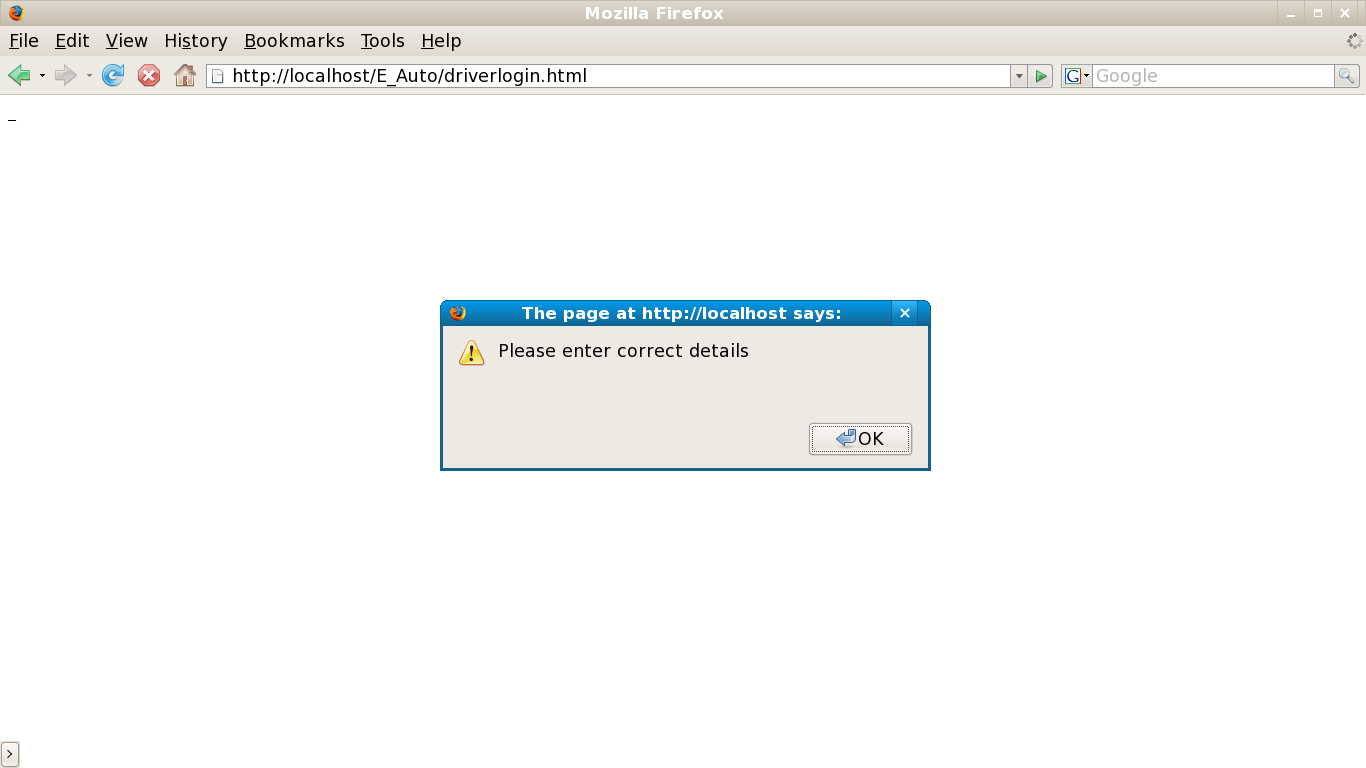 Mozilla Firefox
File Edit View History Bookmarks Tools Help
http://localhost/E_Auto/driverlogin.html G Google
_
The page at http://localhost says:
Please enter correct details
OK
>